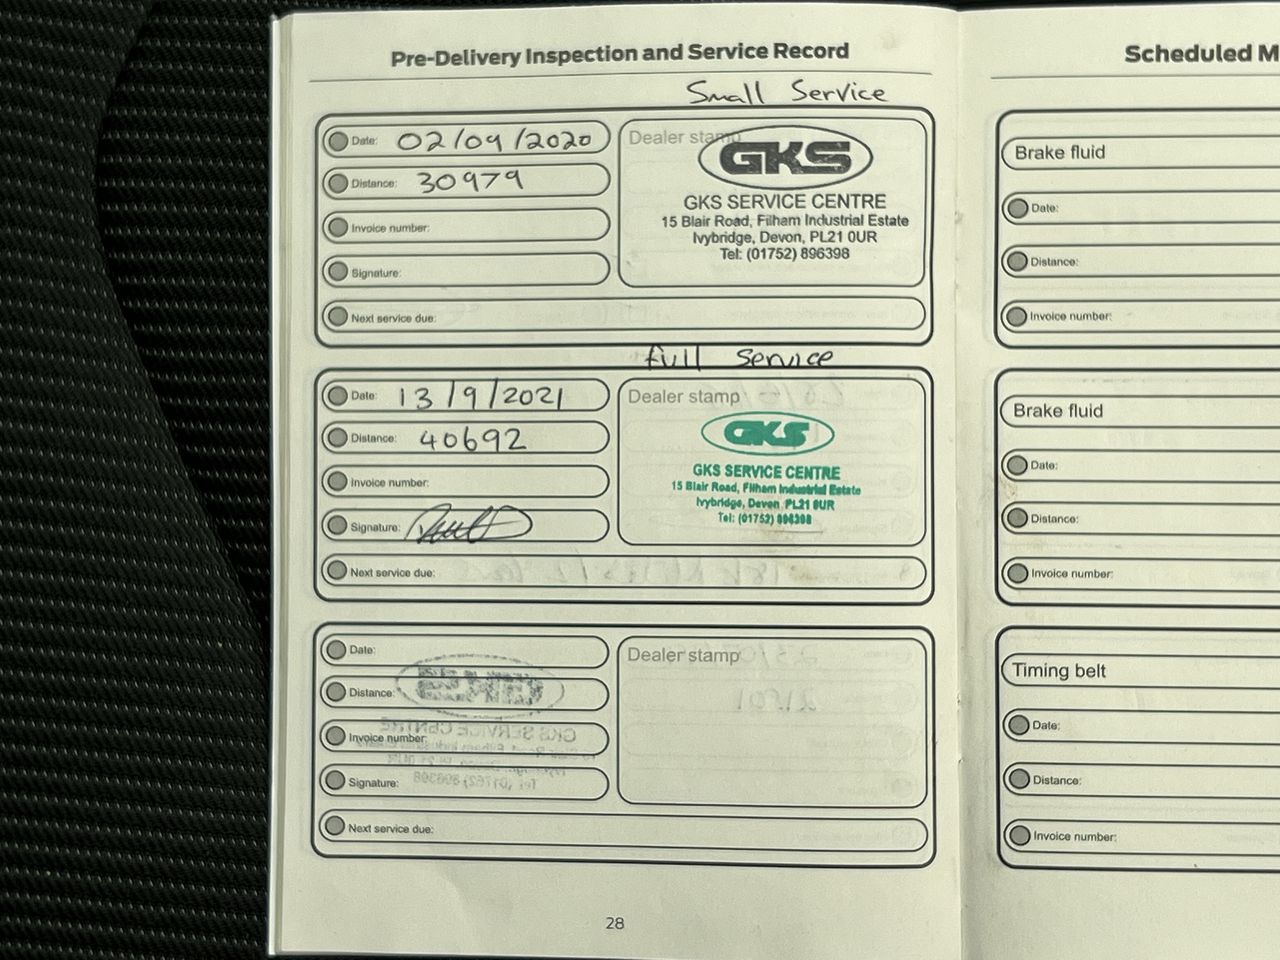 Pre-Delivery Inspection and Service Record
Small Service
Date: 02/09/2020
Distance: 30979
Invoice number:
Signature:
Next service due:
Dealer stamp
GKS
GKS SERVICE CENTRE
15 Blair Road, Filham Industrial Estate
Ivybridge, Devon, PL21 0UR
Tel: (01752) 896398
Full Service
Date: 13/9/2021
Distance: 40692
Invoice number:
Signature:
Next service due:
Dealer stamp
GKS
GKS SERVICE CENTRE
15 Blair Road, Filham Industrial Estate
Ivybridge, Devon, PL21 0UR
Tel: (01752) 896398
Date:
Distance:
Invoice number:
Signature:
Next service due:
Dealer stamp
28
Scheduled M
Brake fluid
Date:
Distance:
Invoice number:
Brake fluid
Date:
Distance:
Invoice number:
Timing belt
Date:
Distance:
Invoice number: